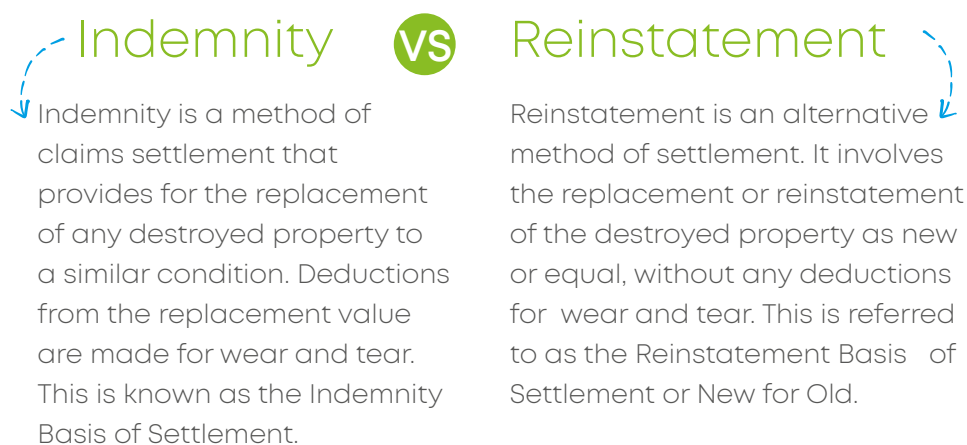 Indemnity
VS
Reinstatement
Indemnity is a method of
claims settlement that
provides for the replacement
of any destroyed property to
a similar condition. Deductions
from the replacement value
are made for wear and tear.
This is known as the Indemnity
Basis of Settlement.
Reinstatement is an alternative
method of settlement. It involves
the replacement or reinstatement
of the destroyed property as new
or equal, without any deductions
for wear and tear. This is referred
to as the Reinstatement Basis of
Settlement or New for Old.